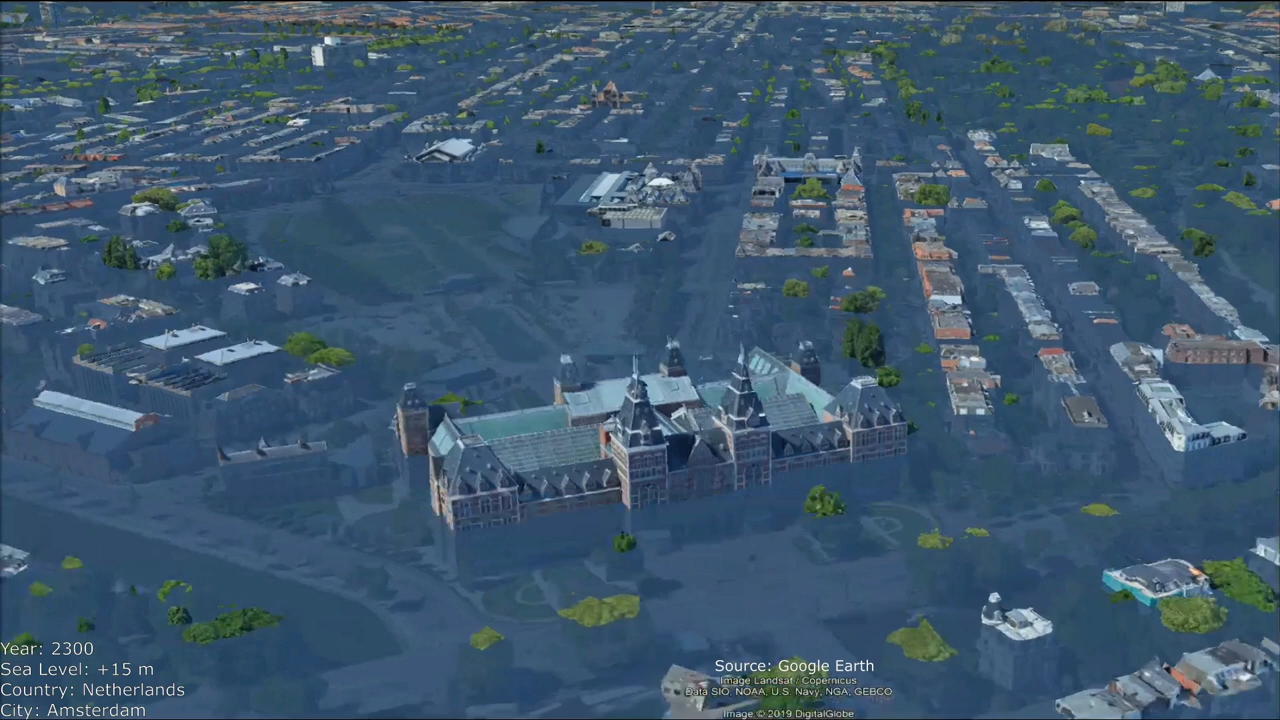 Year: 2300
Sea Level: +15 m
Country: Netherlands
City: Amsterdam
Source: Google Earth
Image Landsat / Copernicus
Data SIO, NOAA, U.S. Navy, NGA, GEBCO
Image © 2019 DigitalGlobe